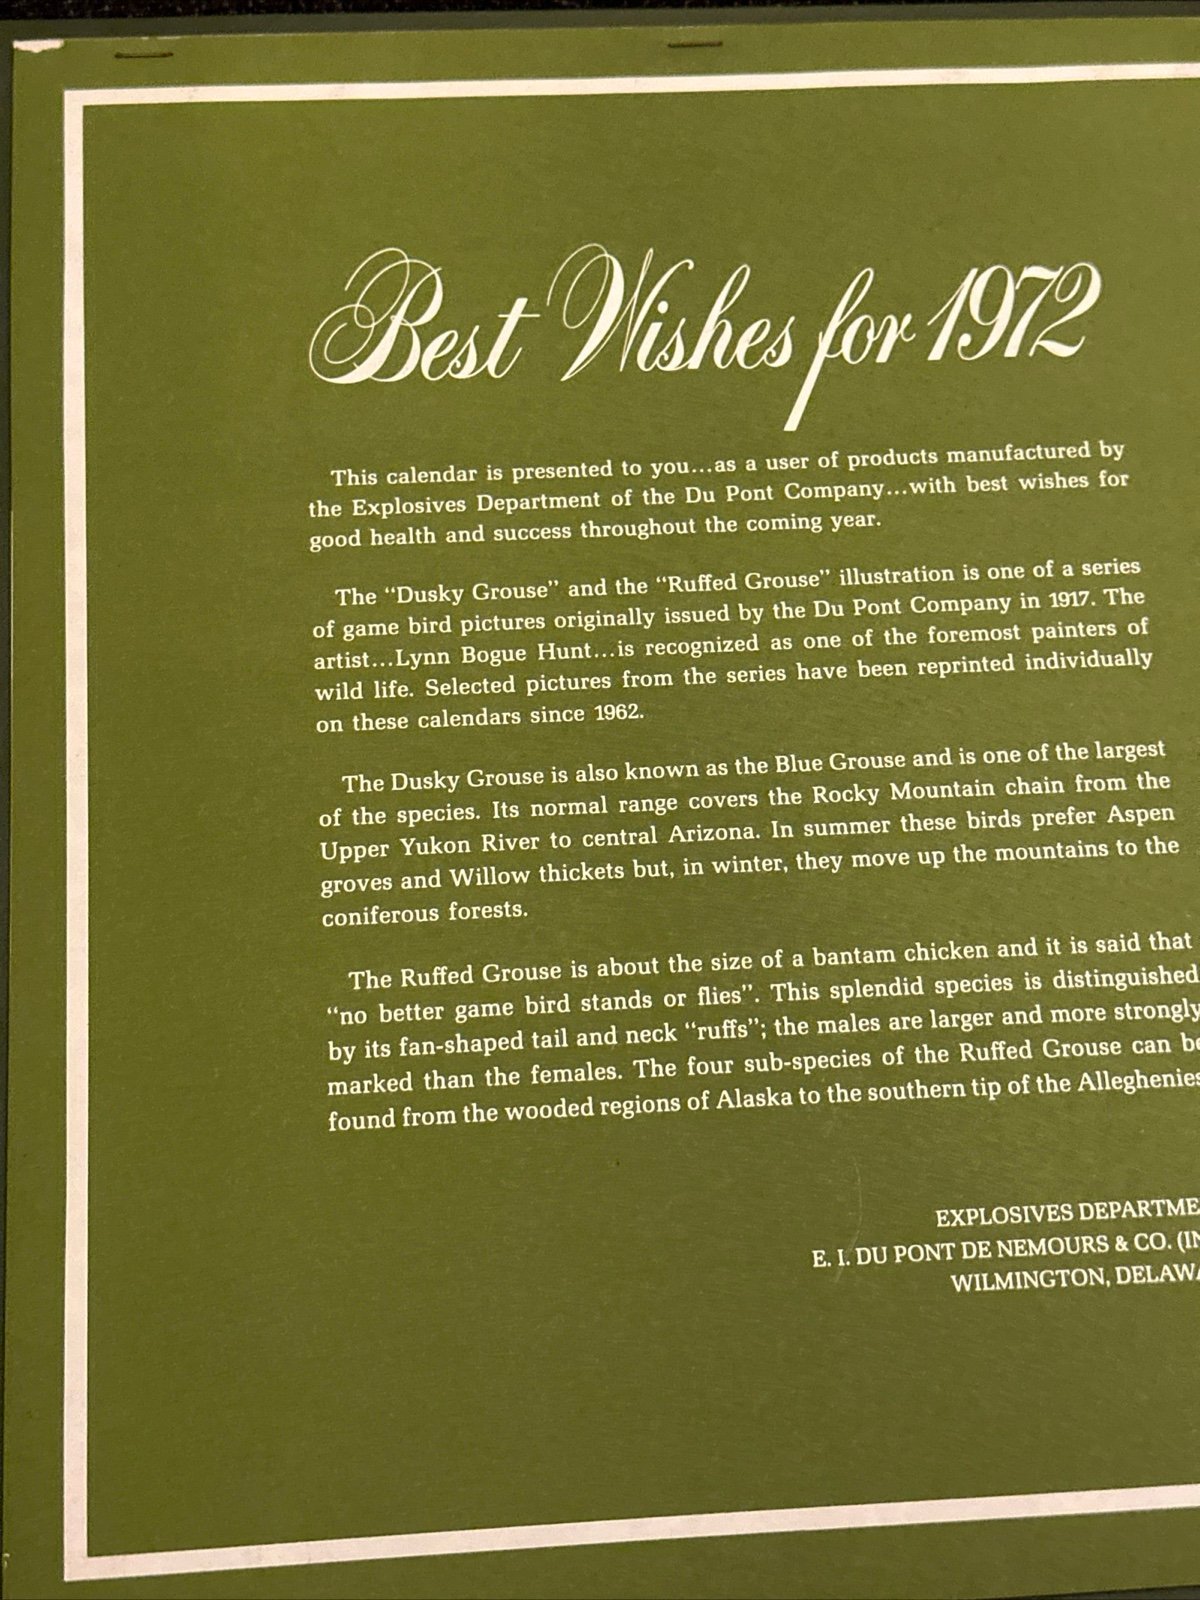 Best Wishes for 1972
This calendar is presented to you...as a user of products manufactured by
the Explosives Department of the Du Pont Company...with best wishes for
good health and success throughout the coming year.
The “Dusky Grouse” and the “Ruffed Grouse” illustration is one of a series
of game bird pictures originally issued by the Du Pont Company in 1917. The
artist...Lynn Bogue Hunt...is recognized as one of the foremost painters of
wild life. Selected pictures from the series have been reprinted individually
on these calendars since 1962.
The Dusky Grouse is also known as the Blue Grouse and is one of the largest
of the species. Its normal range covers the Rocky Mountain chain from the
Upper Yukon River to central Arizona. In summer these birds prefer Aspen
groves and Willow thickets but, in winter, they move up the mountains to the
coniferous forests.
The Ruffed Grouse is about the size of a bantam chicken and it is said that
“no better game bird stands or flies”. This splendid species is distinguished
by its fan-shaped tail and neck “ruffs”; the males are larger and more strongly
marked than the females. The four sub-species of the Ruffed Grouse can be
found from the wooded regions of Alaska to the southern tip of the Alleghenies
EXPLOSIVES DEPARTME
E. I. DU PONT DE NEMOURS & CO. (IN
WILMINGTON, DELAWA